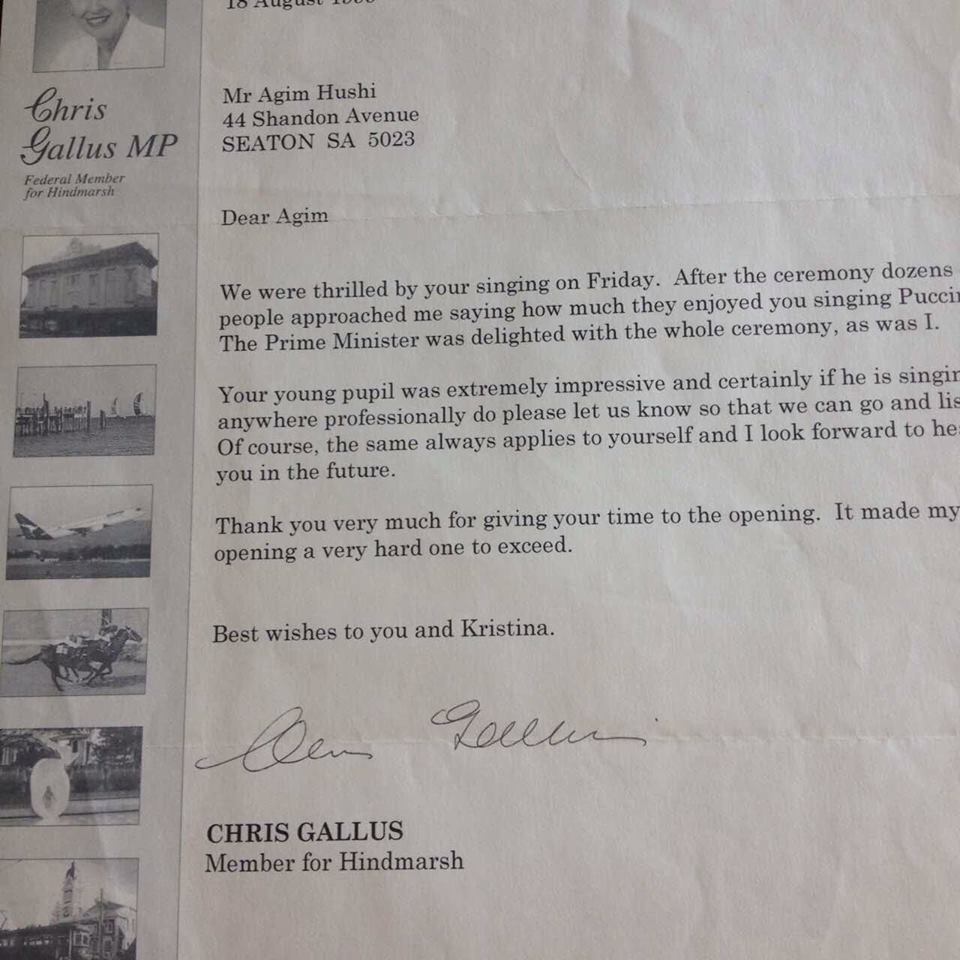 18 August
Chris
Gallus MP
Federal Member
for Hindmarsh
Mr Agim Hushi
44 Shandon Avenue
SEATON SA 5023
Dear Agim
We were thrilled by your singing on Friday. After the ceremony dozens
people approached me saying how much they enjoyed you singing
The Prime Minister was delighted with the whole ceremony, as was I.
Your young pupil was extremely impressive and certainly if he is
anywhere professionally do please let us know so that we can go and
Of course, the same always applies to yourself and I look forward to
you in the future.
Thank you very much for giving your time to the opening. It made my
opening a very hard one to exceed.
Best wishes to you and Kristina.
Chris Gallus
CHRIS GALLUS
Member for Hindmarsh